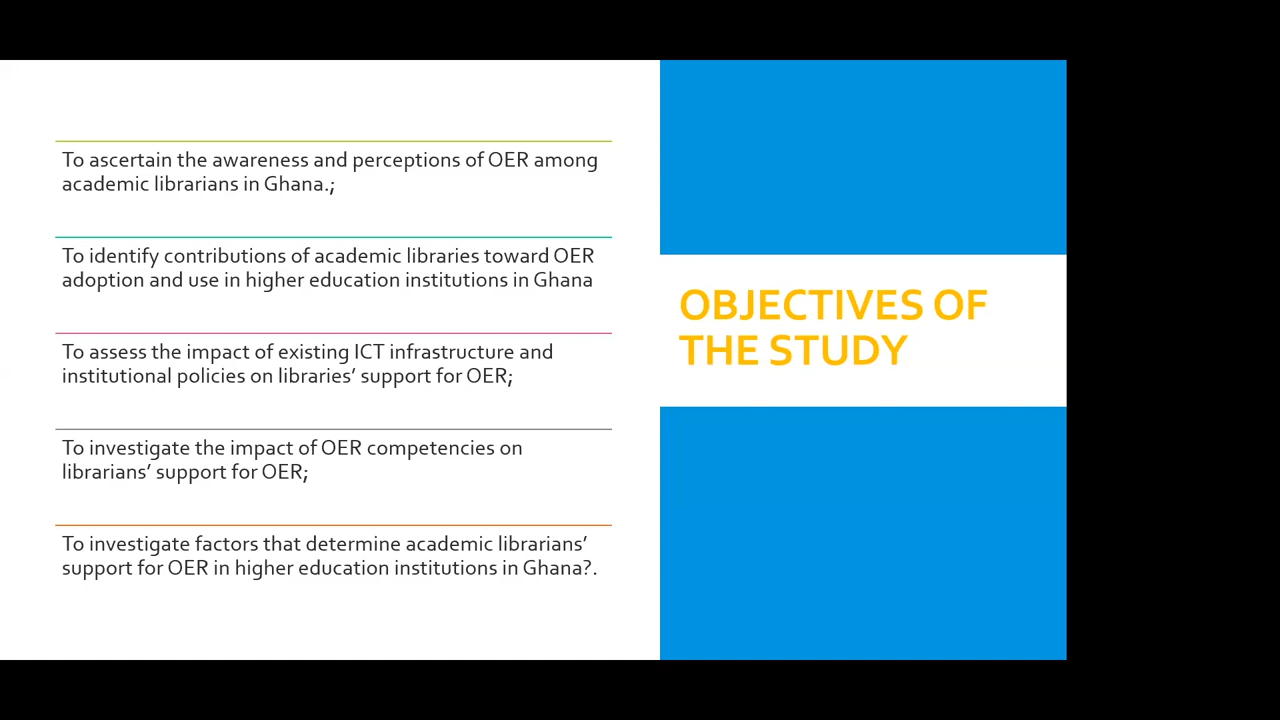 To ascertain the awareness and perceptions of OER among
academic librarians in Ghana.;
To identify contributions of academic libraries toward OER
adoption and use in higher education institutions in Ghana
To assess the impact of existing ICT infrastructure and
institutional policies on libraries’ support for OER;
To investigate the impact of OER competencies on
librarians’ support for OER;
To investigate factors that determine academic librarians’
support for OER in higher education institutions in Ghana?.
OBJECTIVES OF
THE STUDY